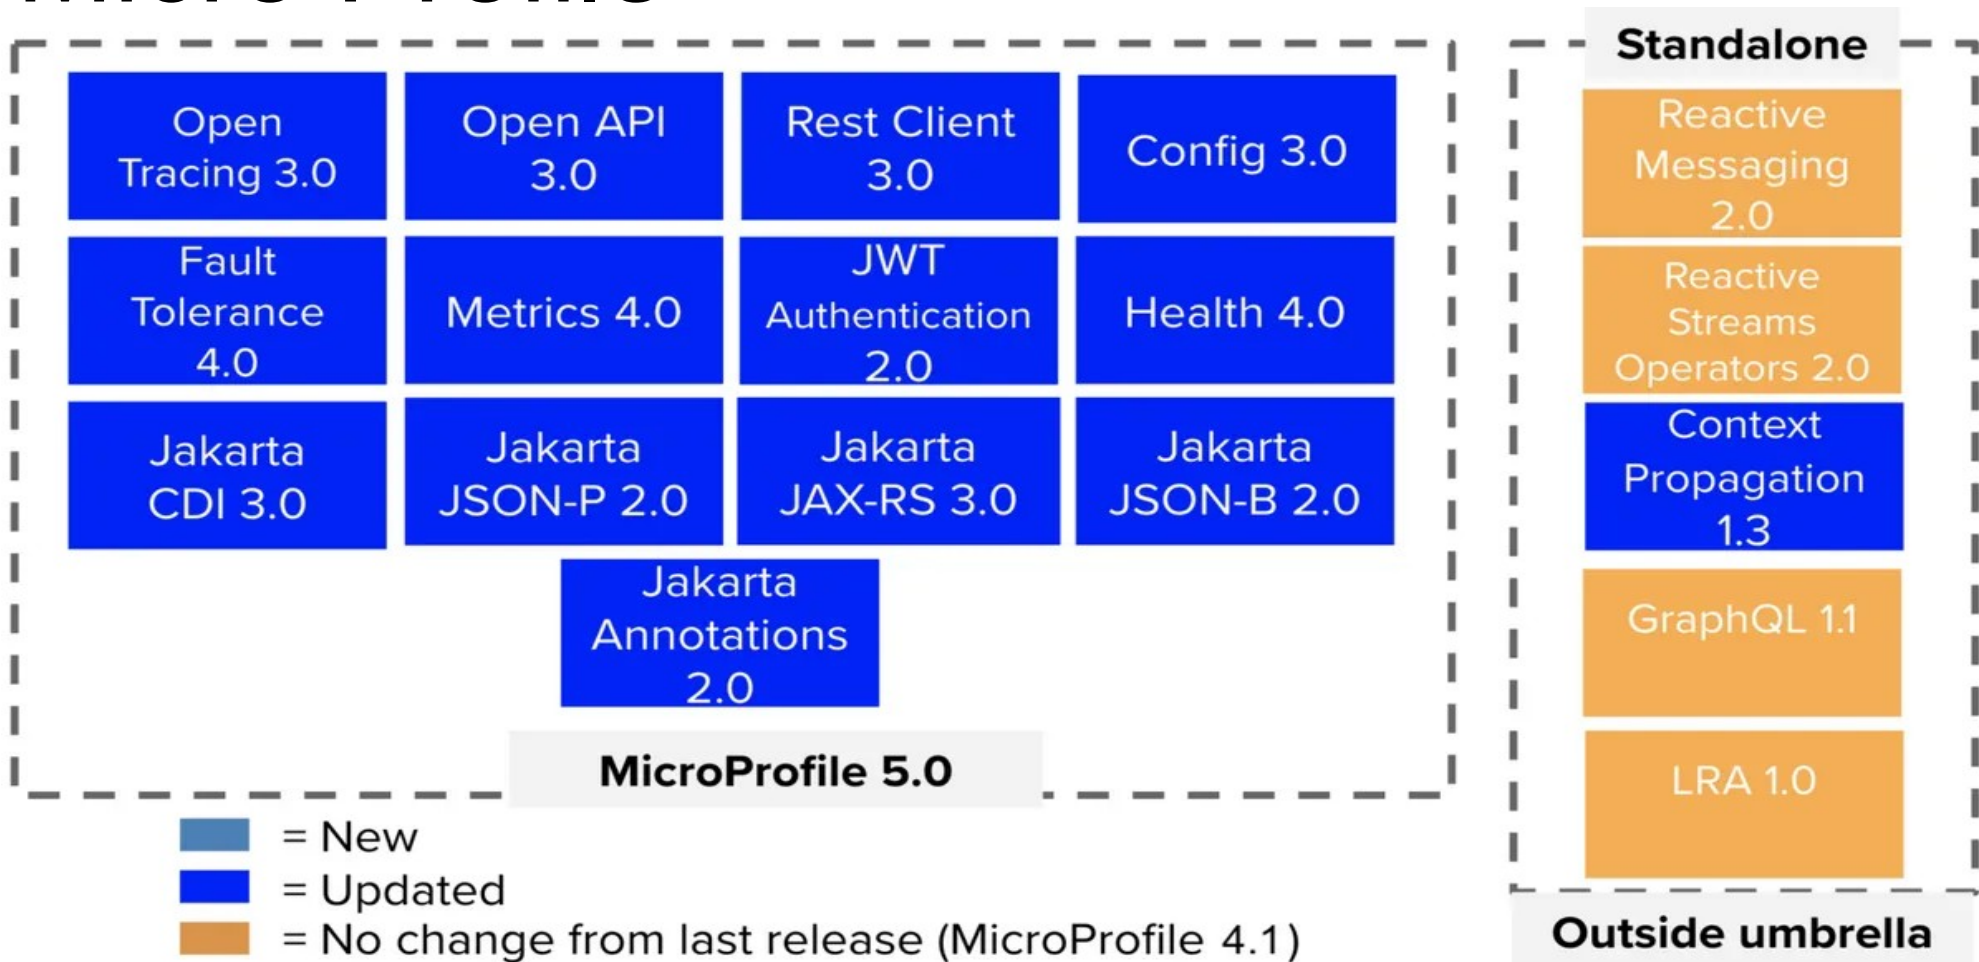 Micro Profile
Open
Tracing 3.0
Open API
3.0
Rest Client
3.0
Config 3.0
Fault
Tolerance
4.0
Metrics 4.0
JWT
Authentication
2.0
Health 4.0
Jakarta
CDI 3.0
Jakarta
JSON-P 2.0
Jakarta
JAX-RS 3.0
Jakarta
JSON-B 2.0
Jakarta
Annotations
2.0
MicroProfile 5.0
= New
= Updated
= No change from last release (MicroProfile 4.1)
Standalone
Reactive
Messaging
2.0
Reactive
Streams
Operators 2.0
Context
Propagation
1.3
GraphQL 1.1
LRA 1.0
Outside umbrella